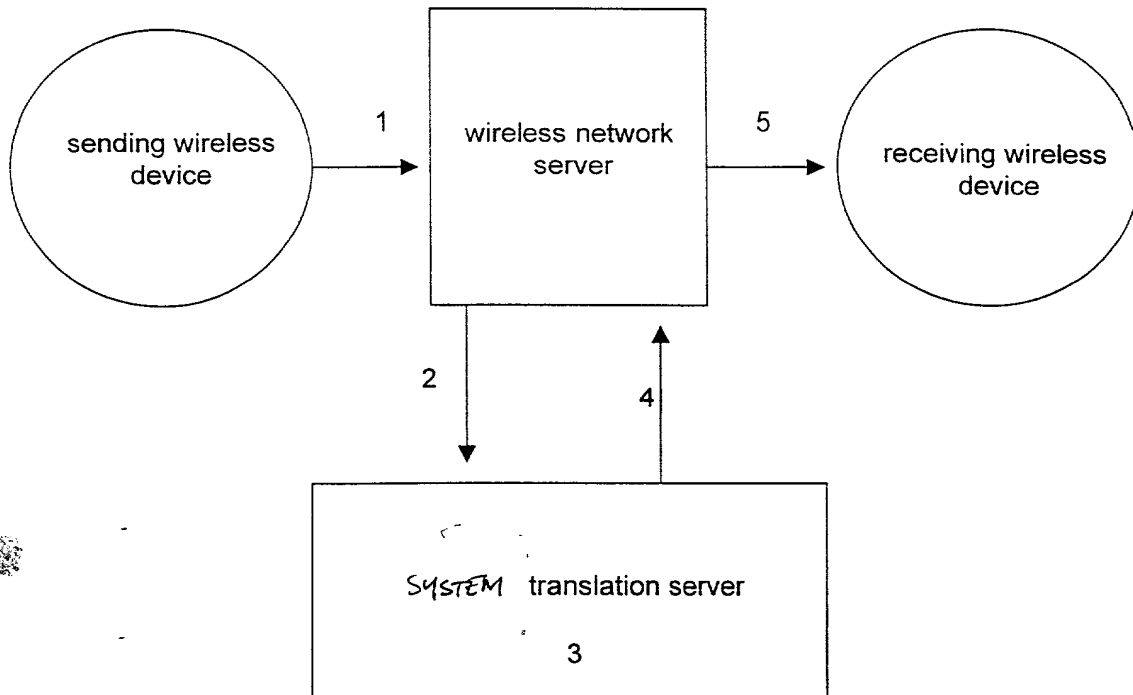 sending wireless
device
1
wireless network
server
5
receiving wireless
device
2
4
SYSTEM translation server
3